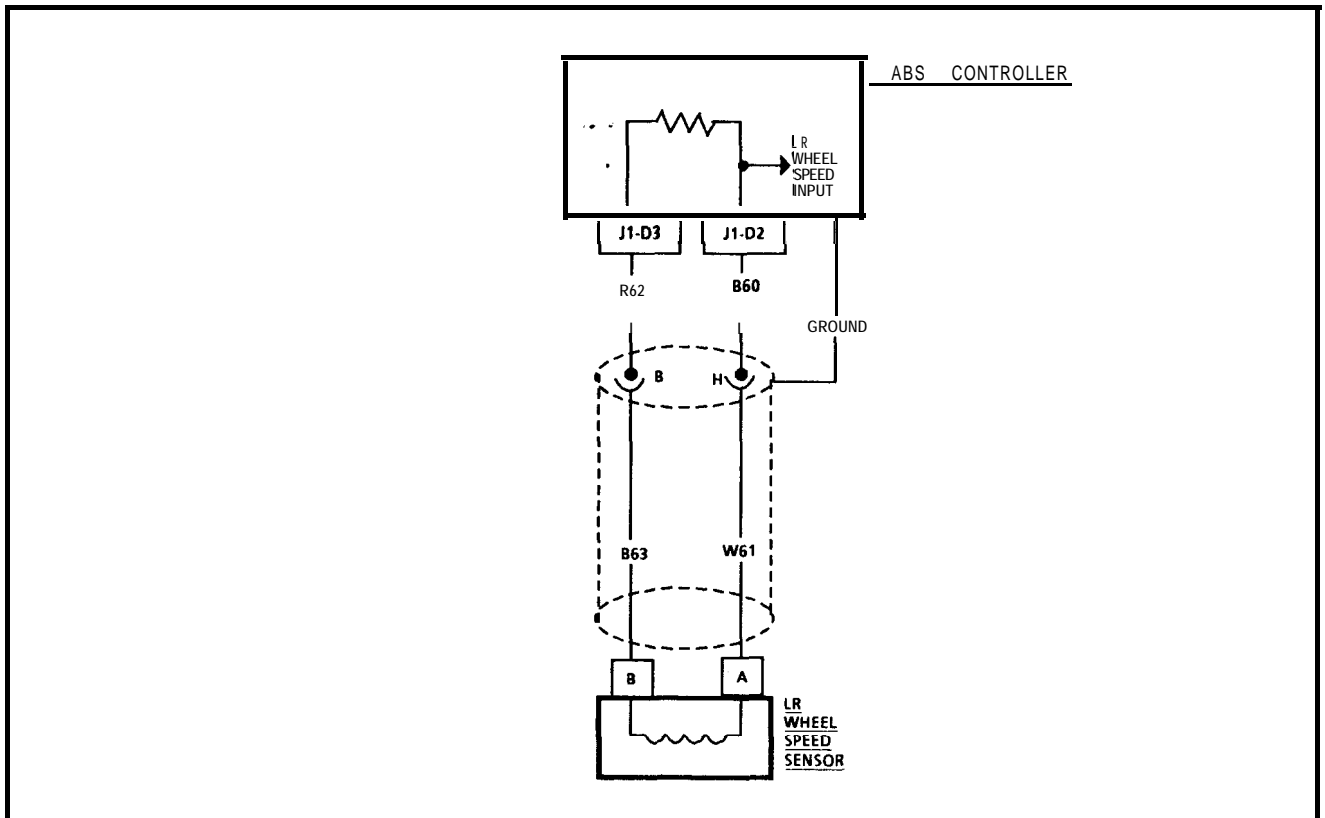 ABS CONTROLLER
LR
WHEEL
SPEED
INPUT
J1-D3 J1-D2
R62 B60
GROUND
B H
B63 W61
B A
LR
WHEEL
SPEED
SENSOR